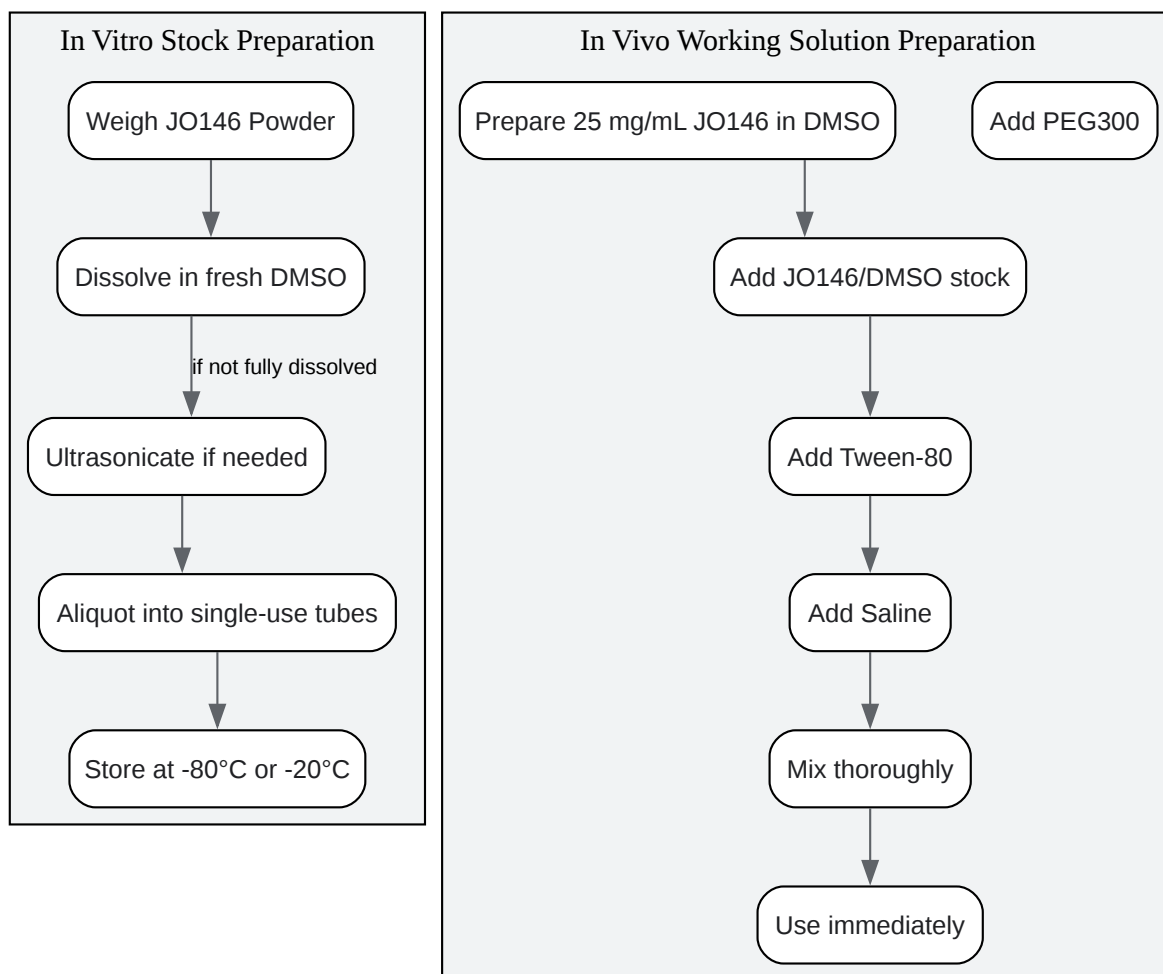 In Vitro Stock Preparation
Weigh JO146 Powder
Dissolve in fresh DMSO
if not fully dissolved
Ultrasonicate if needed
Aliquot into single-use tubes
Store at -80°C or -20°C
In Vivo Working Solution Preparation
Prepare 25 mg/mL JO146 in DMSO
Add PEG300
Add JO146/DMSO stock
Add Tween-80
Add Saline
Mix thoroughly
Use immediately